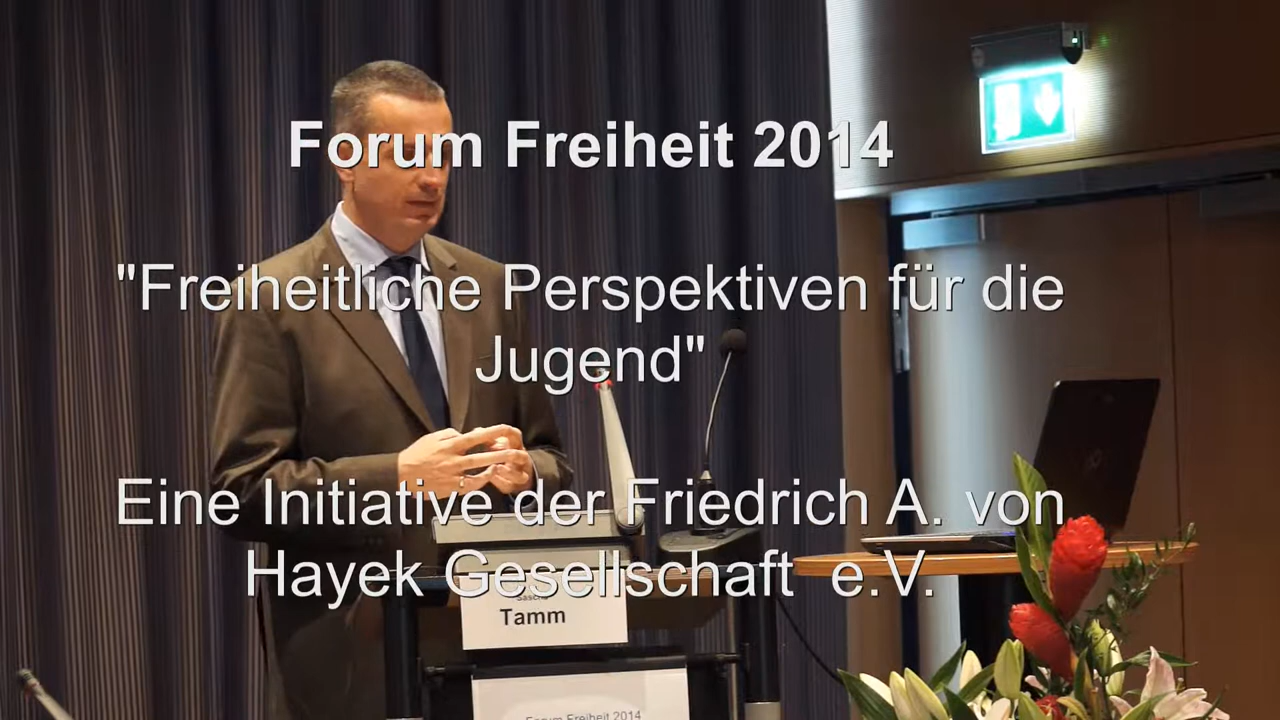 Forum Freiheit 2014
"Freiheitliche Perspektiven für die
Jugend"
Eine Initiative der Friedrich A. von
Hayek Gesellschaft  e.V.
Sascha
Tamm
Forum Freiheit 2014